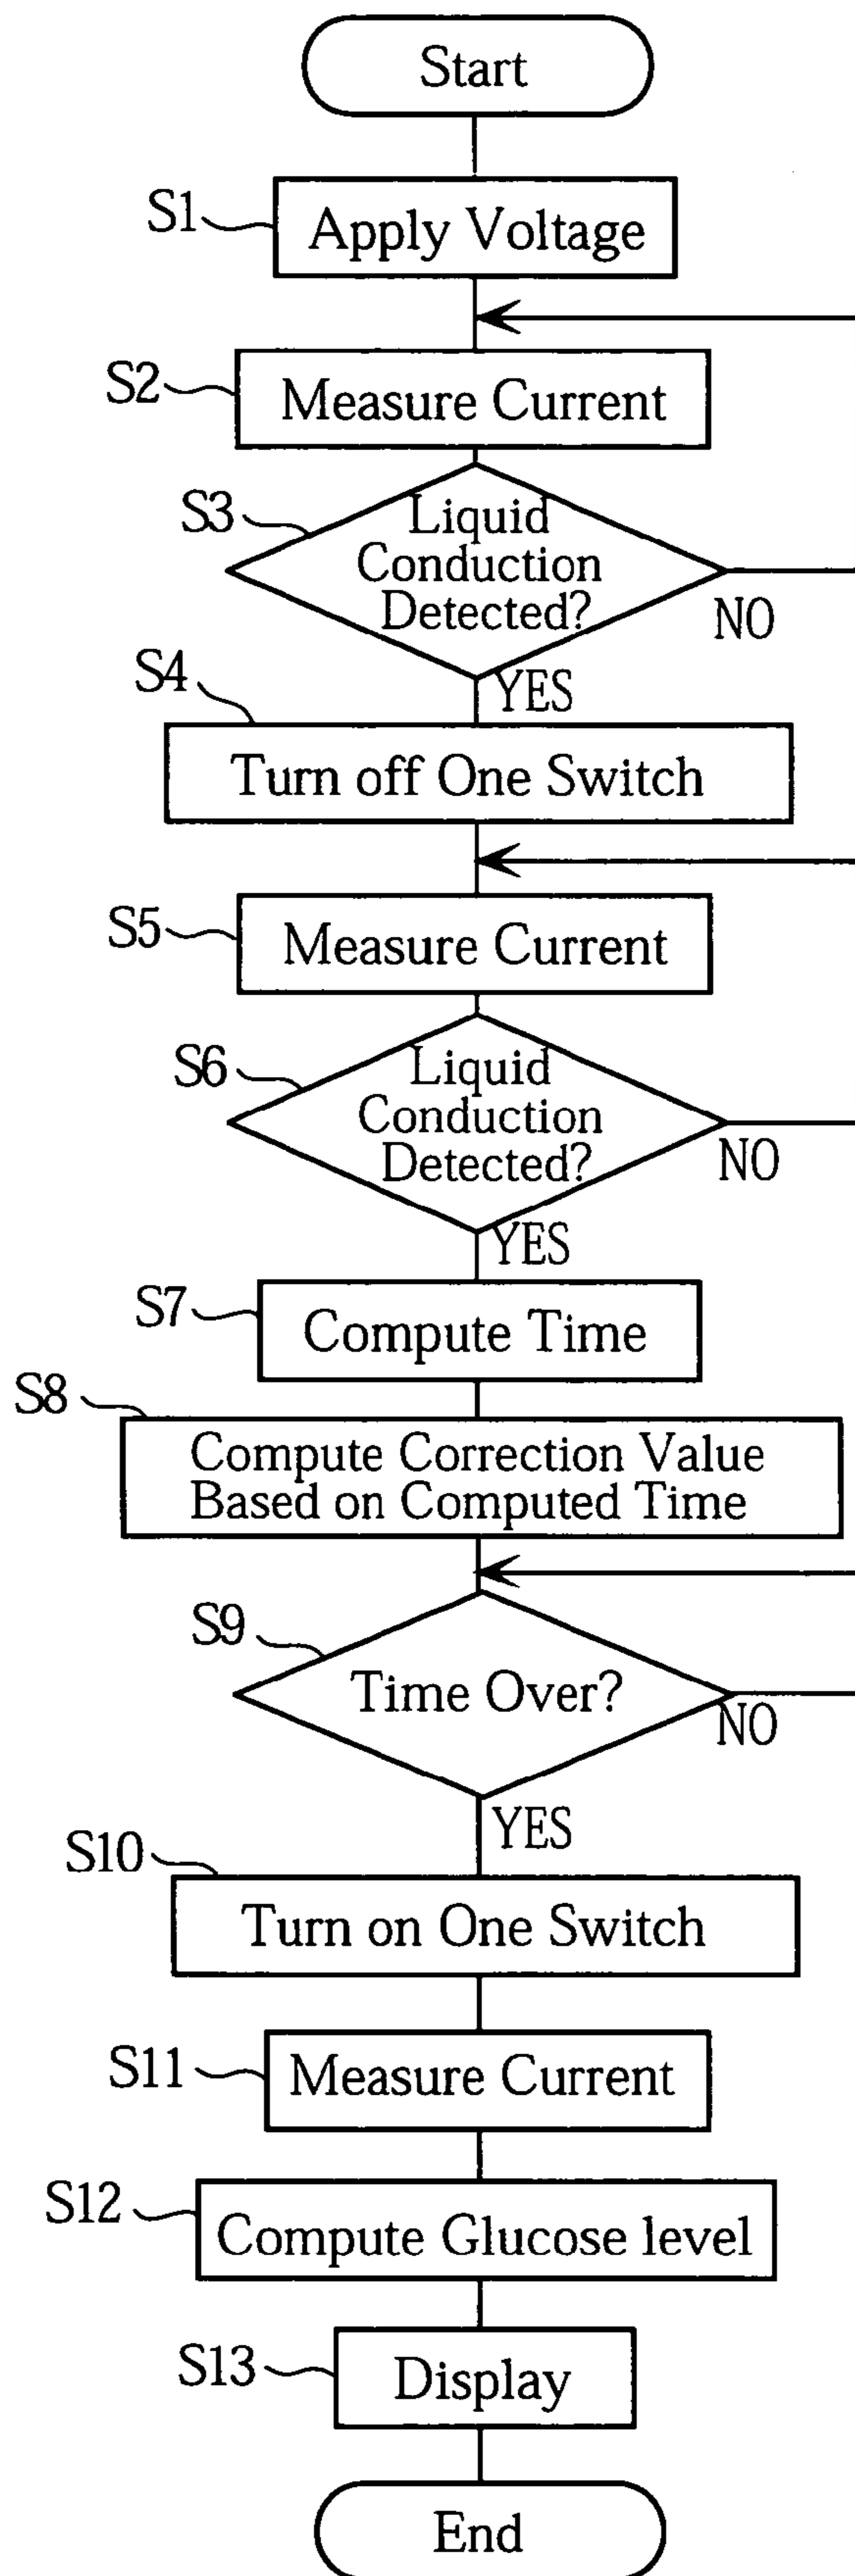 Start
S1
Apply Voltage
S2
Measure Current
S3
Liquid
Conduction
Detected?
NO
YES
S4
Turn off One Switch
S5
Measure Current
S6
Liquid
Conduction
Detected?
NO
YES
S7
Compute Time
S8
Compute Correction Value
Based on Computed Time
S9
Time Over?
NO
YES
S10
Turn on One Switch
S11
Measure Current
S12
Compute Glucose level
S13
Display
End